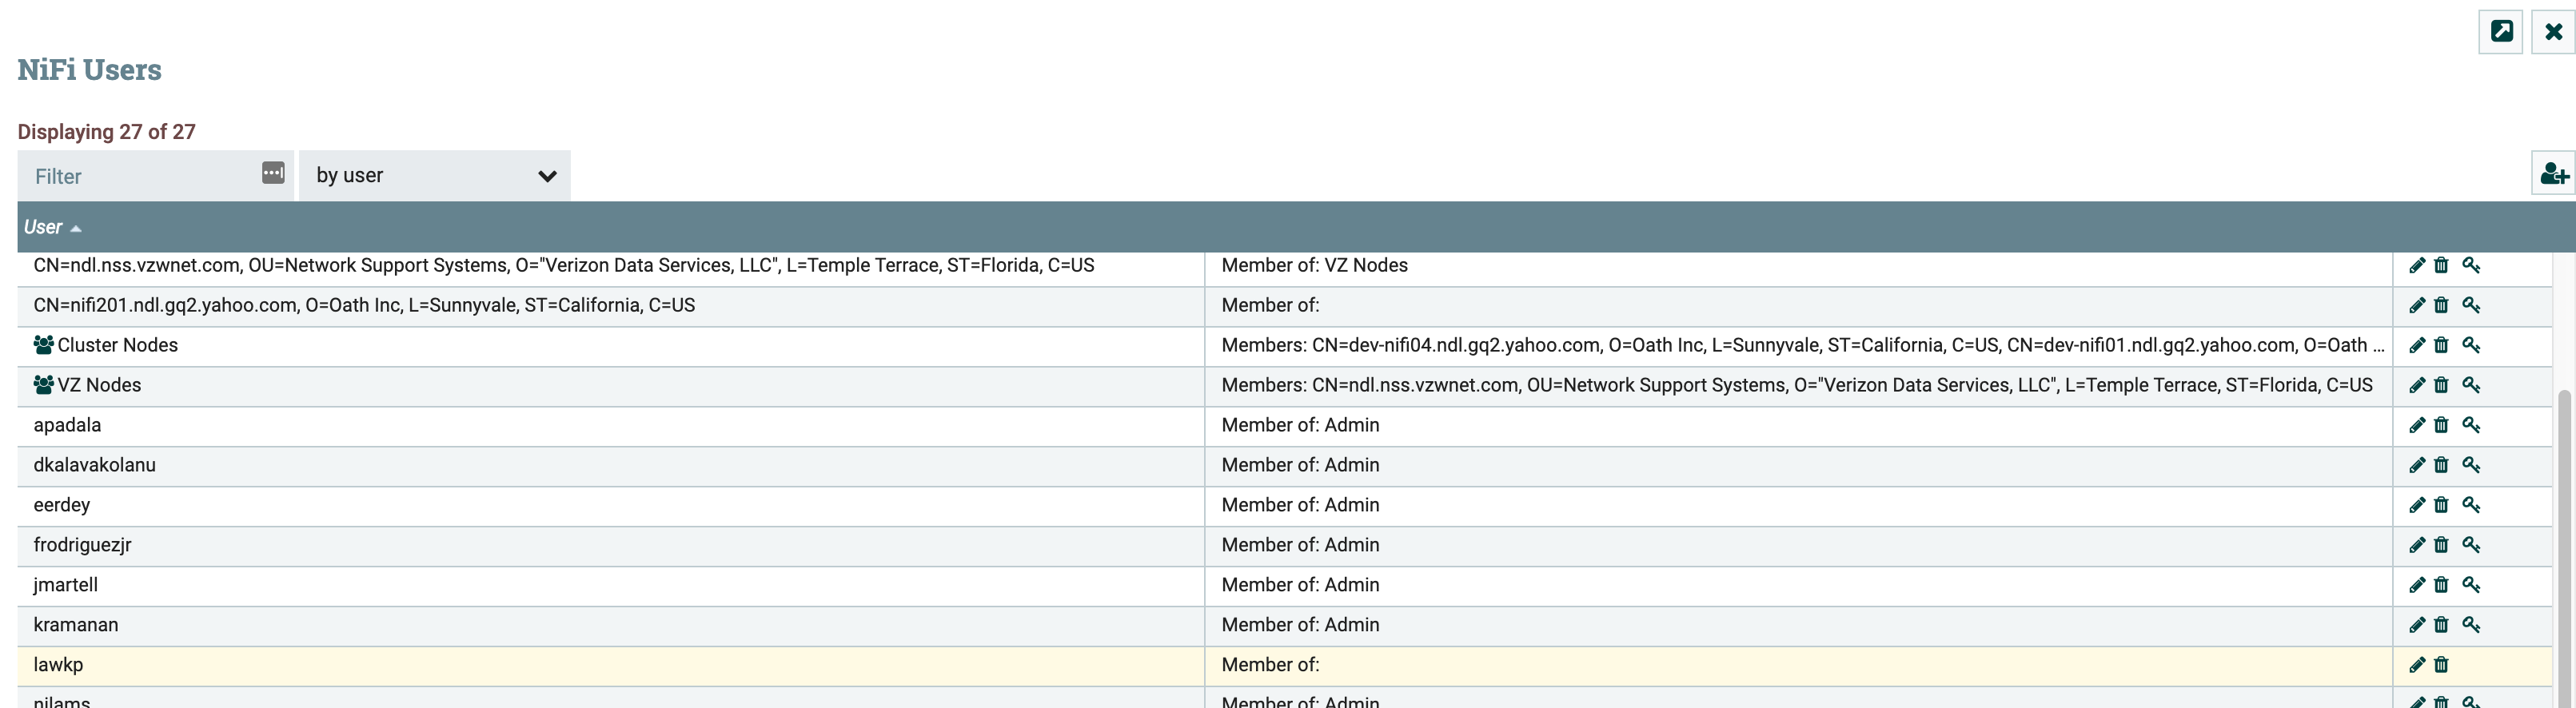 NiFi Users
Displaying 27 of 27
Filter by user
User
CN=ndl.nss.vzwnet.com, OU=Network Support Systems, O="Verizon Data Services, LLC", L=Temple Terrace, ST=Florida, C=US Member of: VZ Nodes
CN=nifi201.ndl.gq2.yahoo.com, O=Oath Inc, L=Sunnyvale, ST=California, C=US Member of:
Cluster Nodes Members: CN=dev-nifi04.ndl.gq2.yahoo.com, O=Oath Inc, L=Sunnyvale, ST=California, C=US, CN=dev-nifi01.ndl.gq2.yahoo.com, O=Oath ...
VZ Nodes Members: CN=ndl.nss.vzwnet.com, OU=Network Support Systems, O="Verizon Data Services, LLC", L=Temple Terrace, ST=Florida, C=US
apadala Member of: Admin
dkalavakolanu Member of: Admin
eerdey Member of: Admin
frodriguezjr Member of: Admin
jmartell Member of: Admin
kramanan Member of: Admin
lawkp Member of:
nilams Member of: Admin